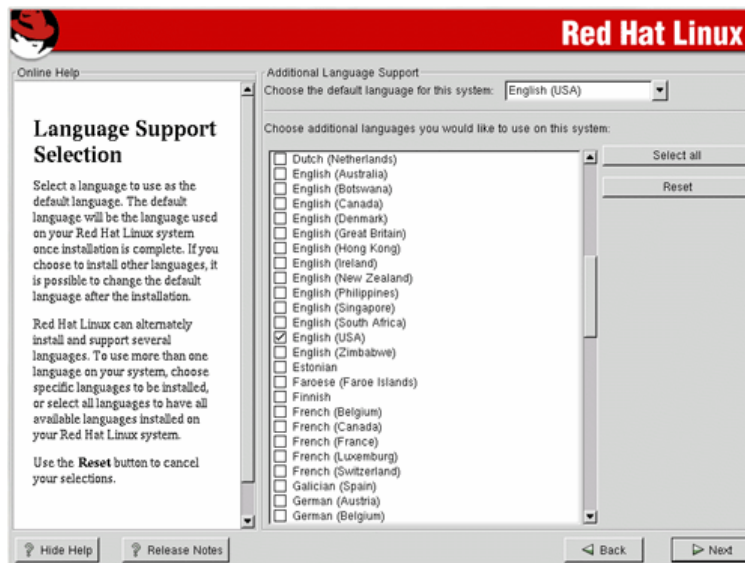 Red Hat Linux
Online Help
Language Support
Selection
Select a language to use as the
default language. The default
language will be the language used
on your Red Hat Linux system
once installation is complete. If you
choose to install other languages, it
is possible to change the default
language after the installation.
Red Hat Linux can alternately
install and support several
languages. To use more than one
language on your system, choose
specific languages to be installed,
or select all languages to have all
available languages installed on
your Red Hat Linux system.
Use the Reset button to cancel
your selections.
Additional Language Support
Choose the default language for this system: English (USA)
Choose additional languages you would like to use on this system:
Dutch (Netherlands)
English (Australia)
English (Botswana)
English (Canada)
English (Denmark)
English (Great Britain)
English (Hong Kong)
English (Ireland)
English (New Zealand)
English (Philippines)
English (Singapore)
English (South Africa)
English (USA)
English (Zimbabwe)
Estonian
Faroese (Faroe Islands)
Finnish
French (Belgium)
French (Canada)
French (France)
French (Luxemburg)
French (Switzerland)
Galician (Spain)
German (Austria)
German (Belgium)
Select all
Reset
Hide Help
Release Notes
Back
Next